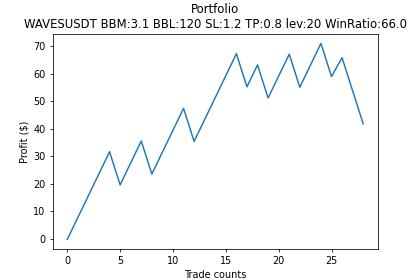 Portfolio
WAVESUSDT BBM:3.1 BBL:120 SL:1.2 TP:0.8 lev:20 WinRatio:66.0
70
60
50
40
30
20
10
0
Profit ($)
0 5 10 15 20 25
Trade counts